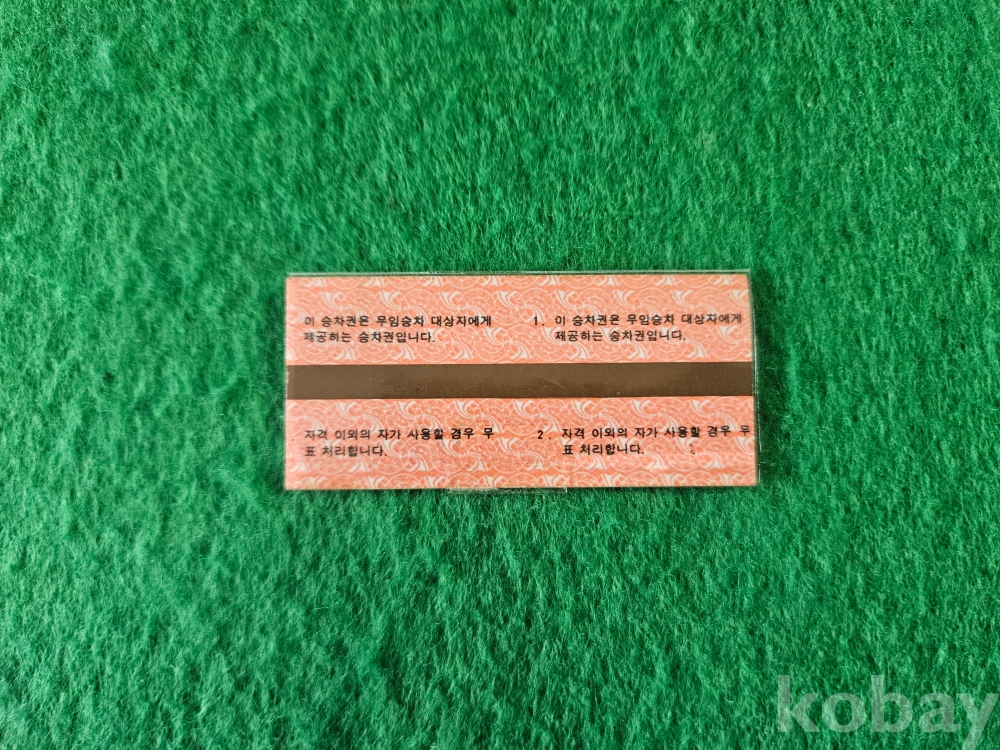 이 승차권은 무임승차 대상자에게
제공하는 승차권입니다.
1. 이 승차권은 무임승차 대상자에게
제공하는 승차권입니다.
자격 이외의 자가 사용할 경우 무
표 처리합니다.
2. 자격 이외의 자가 사용할 경우 무
표 처리합니다.
kobay